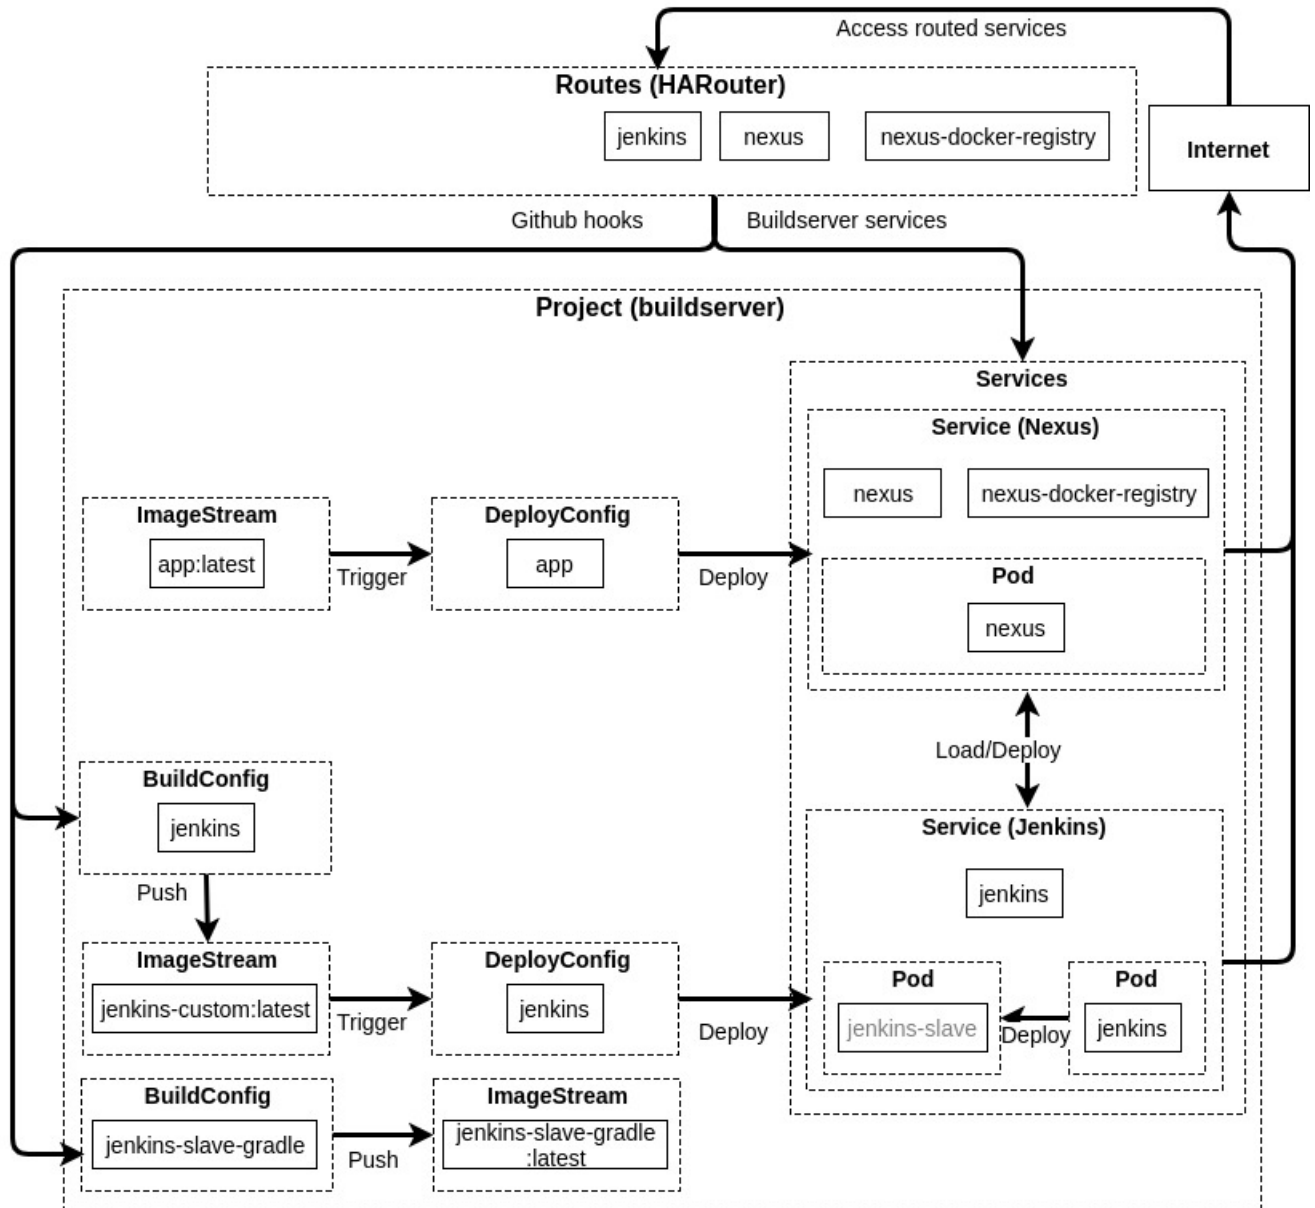 Access routed services
Routes (HARouter)
jenkins
nexus
nexus-docker-registry
Internet
Github hooks
Buildserver services
Project (buildserver)
Services
Service (Nexus)
nexus
nexus-docker-registry
ImageStream
app:latest
Trigger
DeployConfig
app
Deploy
Pod
nexus
Load/Deploy
BuildConfig
jenkins
Push
Service (Jenkins)
jenkins
ImageStream
jenkins-custom:latest
Trigger
DeployConfig
jenkins
Deploy
Pod
jenkins-slave
Deploy
Pod
jenkins
BuildConfig
jenkins-slave-gradle
Push
ImageStream
jenkins-slave-gradle
:latest